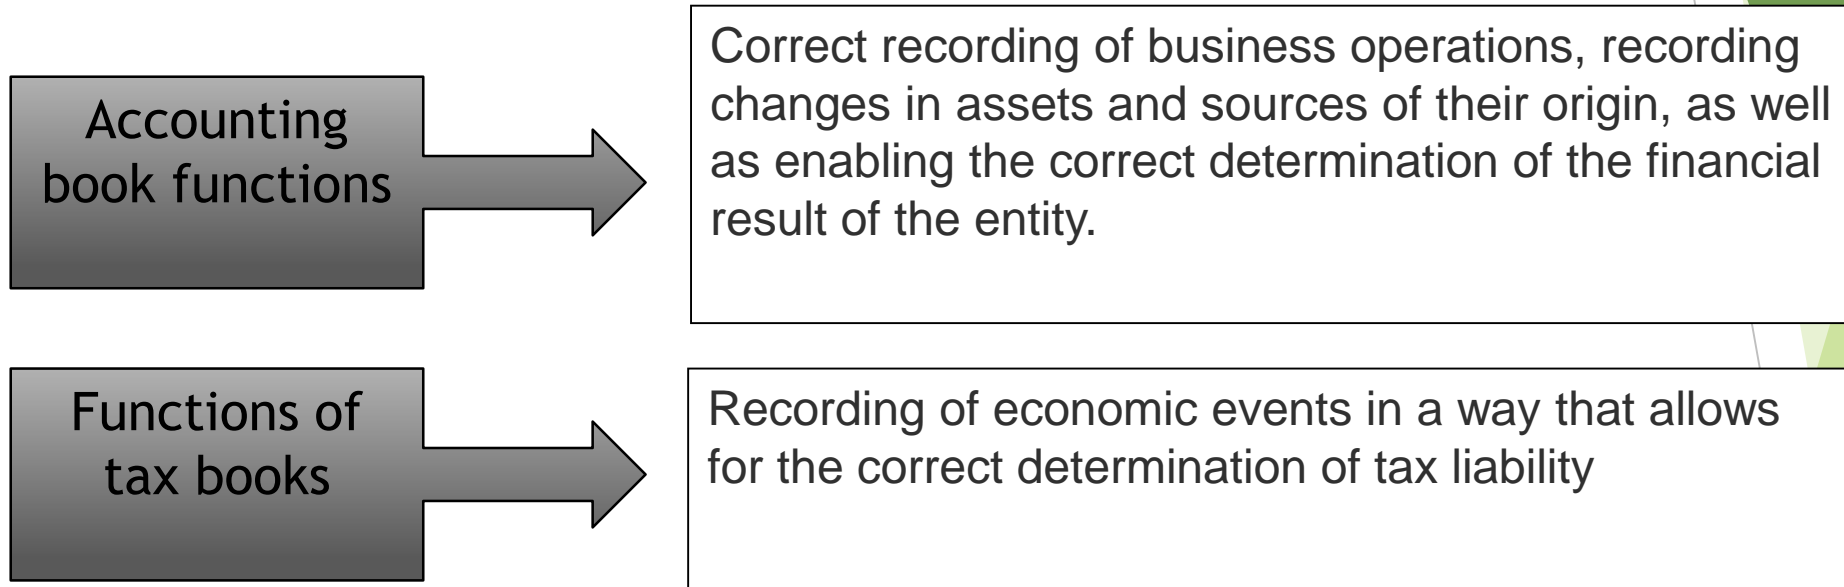 Accounting
book functions
Correct recording of business operations, recording
changes in assets and sources of their origin, as well
as enabling the correct determination of the financial
result of the entity.
Functions of
tax books
Recording of economic events in a way that allows
for the correct determination of tax liability